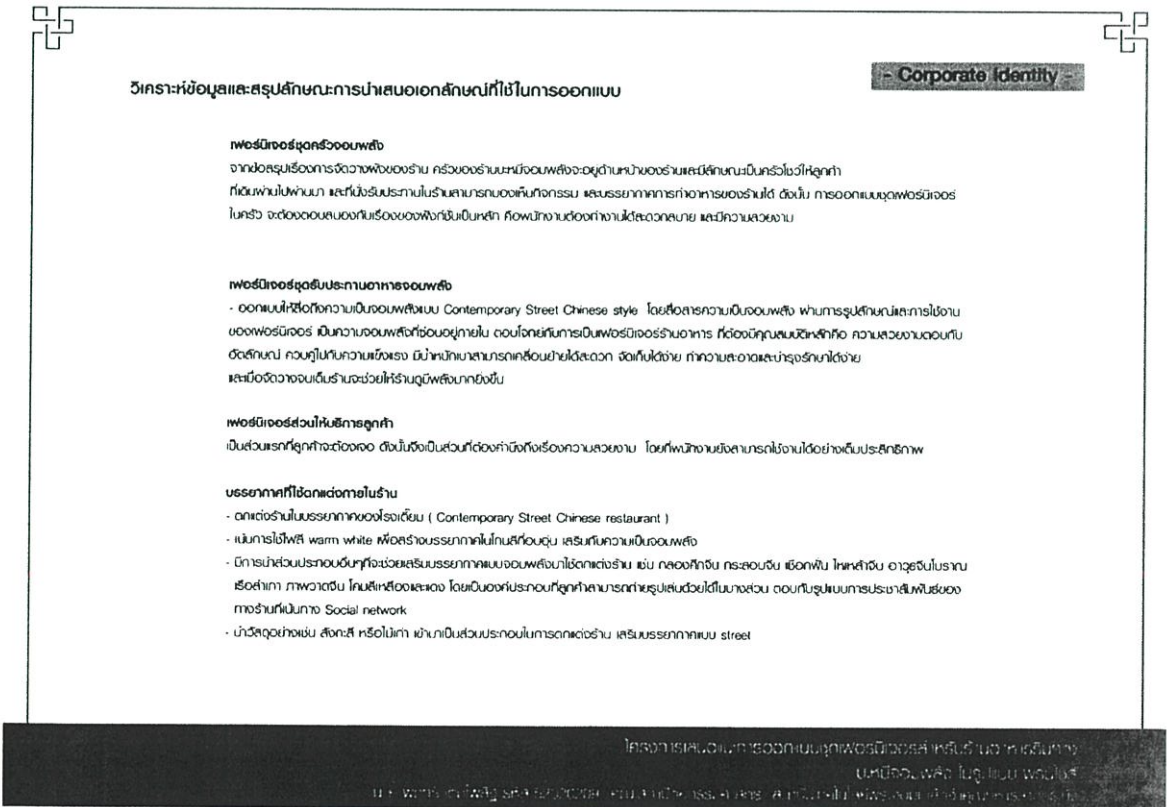 - Corporate Identity -
วิเคราะห์ข้อมูลและสรุปลักษณะการนำเสนอเอกลักษณ์ที่ใช้ในการออกแบบ
เฟอร์นิเจอร์ชุดครัวจอมพลัง
จากข้อสรุปเรื่องการจัดวางผังของร้าน ครัวของร้านบะหมี่จอมพลังจะอยู่ด้านหน้าของร้านและมีลักษณะเป็นครัวโชว์ให้ลูกค้า
ที่เดินผ่านไปผ่านมา และที่นั่งรับประทานในร้านสามารถมองเห็นกิจกรรม และบรรยากาศการทำอาหารของร้านได้ ดังนั้น การออกแบบชุดเฟอร์นิเจอร์
ในครัว จะต้องตอบสนองกับเรื่องของฟังก์ชันเป็นหลัก คือพนักงานต้องทำงานได้สะดวกสบาย และมีความสวยงาม
เฟอร์นิเจอร์ชุดรับประทานอาหารจอมพลัง
- ออกแบบให้สื่อถึงความเป็นจอมพลังแบบ Contemporary Street Chinese style โดยสื่อสารความเป็นจอมพลัง ผ่านการรูปลักษณ์และการใช้งาน
ของเฟอร์นิเจอร์ เป็นความจอมพลังที่ซ่อนอยู่ภายใน ตอบโจทย์กับการเป็นเฟอร์นิเจอร์ร้านอาหาร ที่ต้องมีคุณสมบัติหลักคือ ความสวยงามตอบกับ
อัตลักษณ์ ควบคู่ไปกับความแข็งแรง มีน้ำหนักเบาสามารถเคลื่อนย้ายได้สะดวก จัดเก็บได้ง่าย ทำความสะอาดและบำรุงรักษาได้ง่าย
และเมื่อจัดวางจนเต็มร้านจะช่วยให้ร้านดูมีพลังมากยิ่งขึ้น
เฟอร์นิเจอร์ส่วนให้บริการลูกค้า
เป็นส่วนแรกที่ลูกค้าจะต้องเจอ ดังนั้นจึงเป็นส่วนที่ต้องคำนึงถึงเรื่องความสวยงาม โดยที่พนักงานยังสามารถใช้งานได้อย่างเต็มประสิทธิภาพ
บรรยากาศที่ใช้ตกแต่งภายในร้าน
- ตกแต่งร้านในบรรยากาศของโรงเตี๊ยม ( Contemporary Street Chinese restaurant )
- เน้นการใช้ไฟสี warm white เพื่อสร้างบรรยากาศในโทนสีที่อบอุ่น เสริมกับความเป็นจอมพลัง
- มีการนำส่วนประกอบอื่นๆที่จะช่วยเสริมบรรยากาศแบบจอมพลังมาใช้ตกแต่งร้าน เช่น กลองศึกจีน กระสอบจีน เชือกฟั่น ไหเหล้าจีน อาวุธจีนโบราณ
เรือสำเภา ภาพวาดจีน โคมสีเหลืองและแดง โดยเป็นองค์ประกอบที่ลูกค้าสามารถถ่ายรูปเล่นด้วยได้ในบางส่วน ตอบกับรูปแบบการประชาสัมพันธ์ของ
ทางร้านที่เน้นทาง Social network
- นำวัสดุอย่างเช่น สังกะสี หรือไม้เก่า เข้ามาเป็นส่วนประกอบในการตกแต่งร้าน เสริมบรรยากาศแบบ street
โครงการเสนอแนะการออกแบบชุดเฟอร์นิเจอร์สำหรับร้านอาหารริมทาง
บะหมี่จอมพลัง ในรูปแบบ